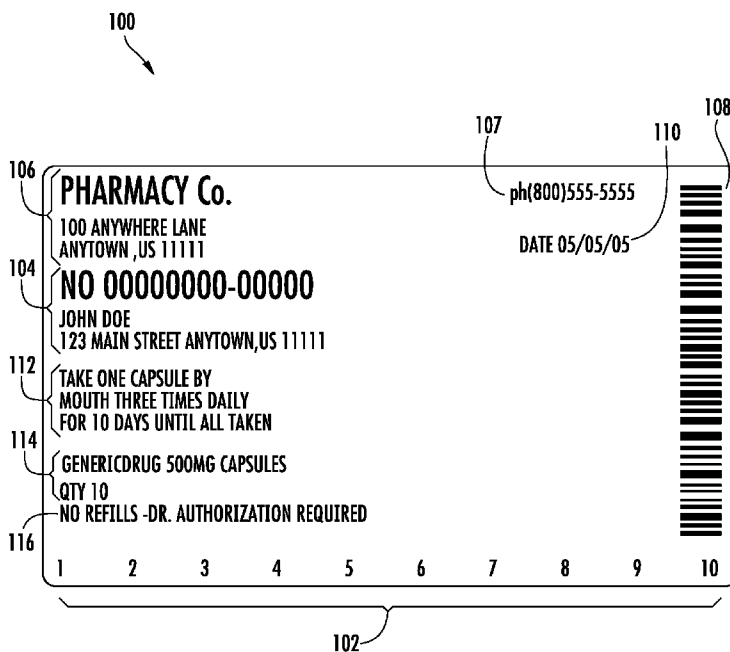 100
107
110
108
106
PHARMACY Co.
ph(800)555-5555
100 ANYWHERE LANE
ANYTOWN ,US 11111
DATE 05/05/05
104
NO 00000000-00000
JOHN DOE
123 MAIN STREET ANYTOWN,US 11111
112
TAKE ONE CAPSULE BY
MOUTH THREE TIMES DAILY
FOR 10 DAYS UNTIL ALL TAKEN
114
GENERICDRUG 500MG CAPSULES
QTY 10
NO REFILLS -DR. AUTHORIZATION REQUIRED
116
1 2 3 4 5 6 7 8 9 10
102